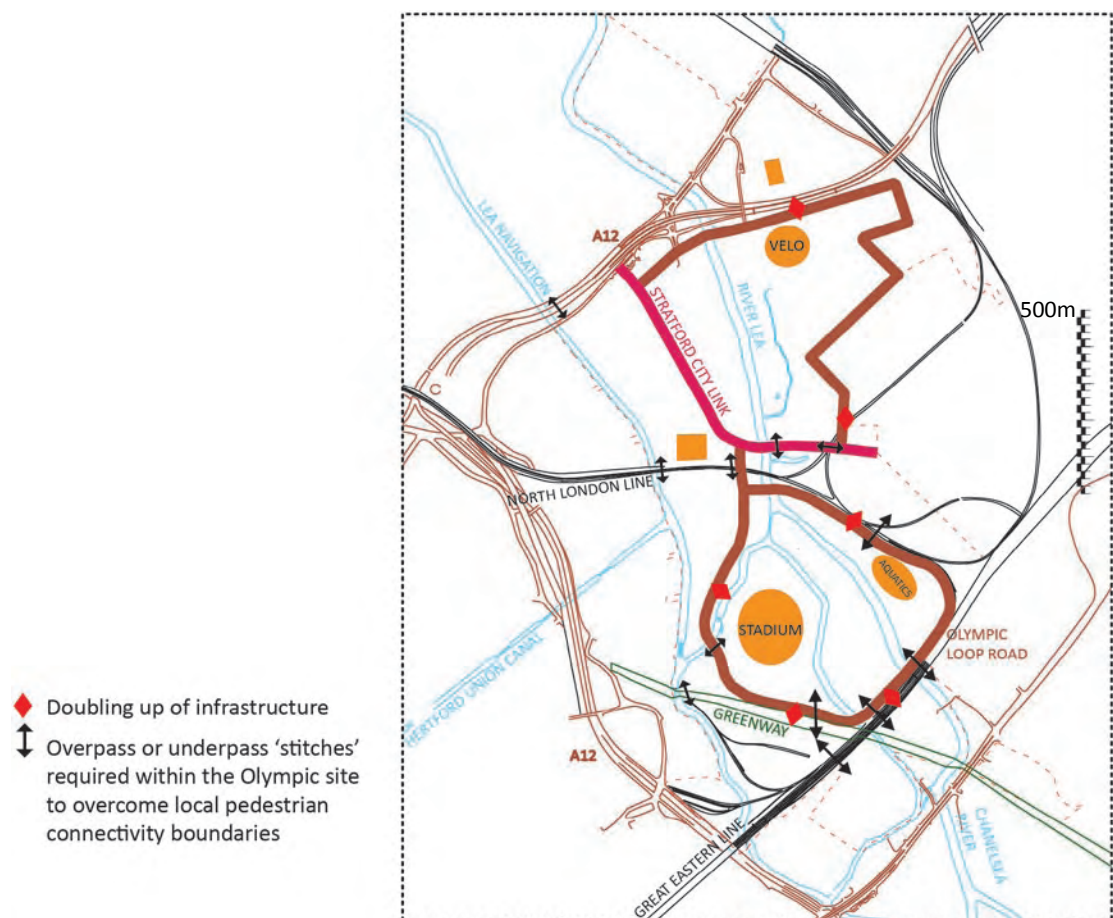 A12
LEA NAVIGATION
VELO
STRATFORD CITY LINK
RIVER LEA
500m
NORTH LONDON LINE
AQUATICS
STADIUM
OLYMPIC
LOOP ROAD
HERTFORD UNION CANAL
GREENWAY
A12
CHANELSEA
RIVER
GREAT EASTERN LINE
Doubling up of infrastructure
Overpass or underpass ‘stitches’
required within the Olympic site
to overcome local pedestrian
connectivity boundaries